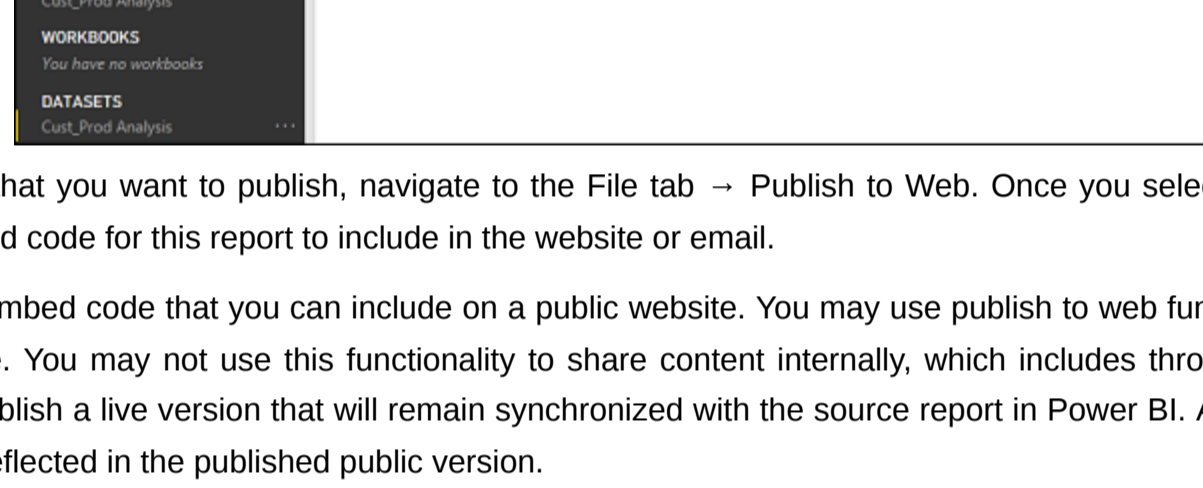 Cust_Prod Analysis
WORKBOOKS
You have no workbooks
DATASETS
Cust_Prod Analysis ...
hat you want to publish, navigate to the File tab → Publish to Web. Once you sele
d code for this report to include in the website or email.
mbed code that you can include on a public website. You may use publish to web fu
. You may not use this functionality to share content internally, which includes thro
blish a live version that will remain synchronized with the source report in Power BI.
eflected in the published public version.